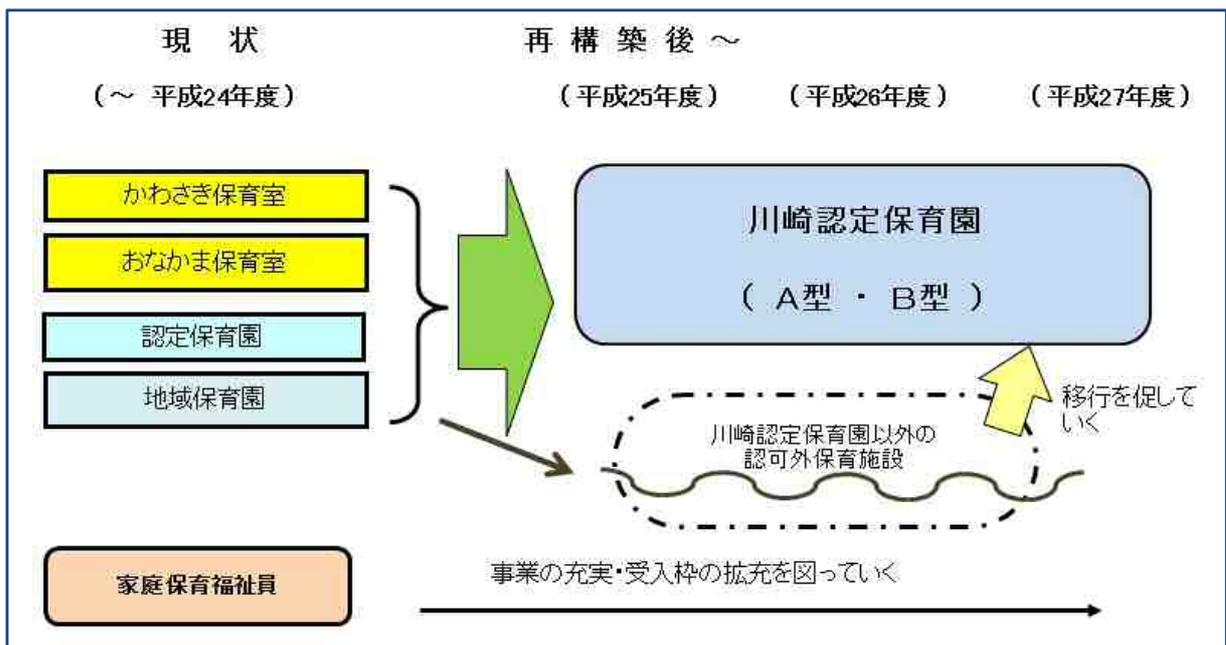 現　状
再 構 築 後 ～
（～ 平成24年度）
（平成25年度）
（平成26年度）
（平成27年度）
かわさき保育室
おなかま保育室
認定保育園
地域保育園
川崎認定保育園
（ Ａ型 ・ Ｂ型 ）
移行を促して
いく
川崎認定保育園以外の
認可外保育施設
家庭保育福祉員
事業の充実・受入枠の拡充を図っていく